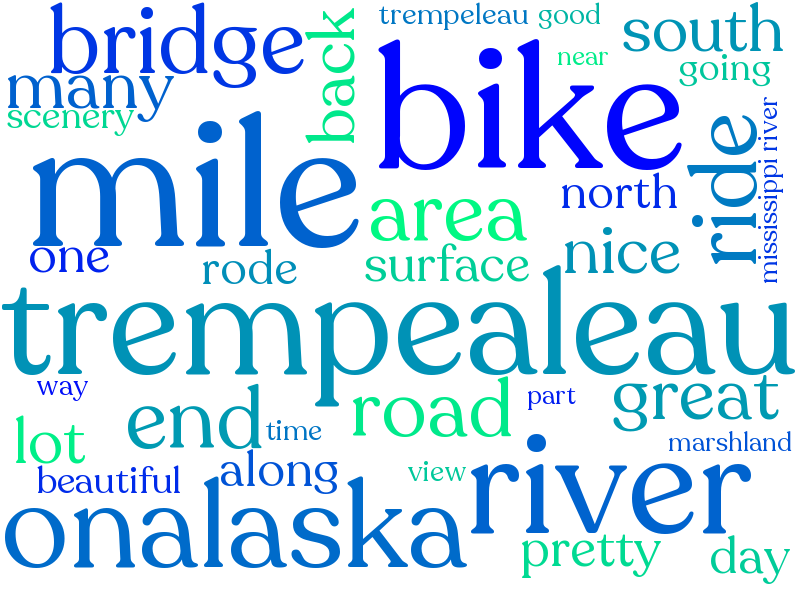 trempeleau good
bridge
back
south
many
near
going
scenery
bike
mile
ride
mississippi river
north
area
one
rode
surface
nice
trempealeau
way
part
great
road
end
lot
time
marshland
beautiful
along
view
river
onalaska
pretty
day